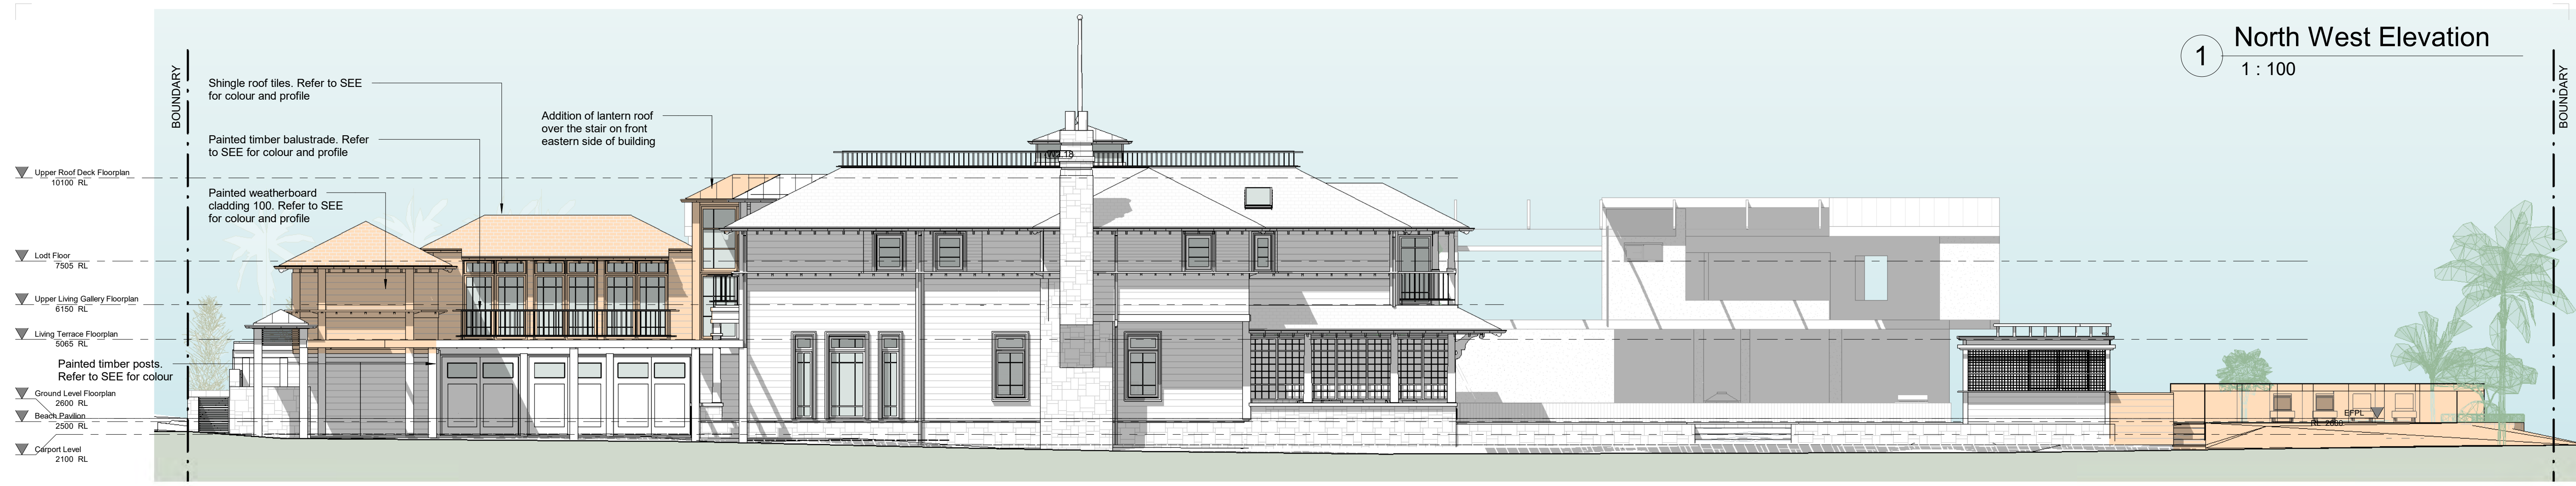 1
North West Elevation
1 : 100
BOUNDARY
BOUNDARY
Shingle roof tiles. Refer to SEE
for colour and profile
Painted timber balustrade. Refer
to SEE for colour and profile
Painted weatherboard
cladding 100. Refer to SEE
for colour and profile
Addition of lantern roof
over the stair on front
eastern side of building
Upper Roof Deck Floorplan
10100 RL
Lodt Floor
7505 RL
Upper Living Gallery Floorplan
6150 RL
Living Terrace Floorplan
5065 RL
Painted timber posts.
Refer to SEE for colour
Ground Level Floorplan
2600 RL
Beach Pavilion
2500 RL
Carport Level
2100 RL
EFPL